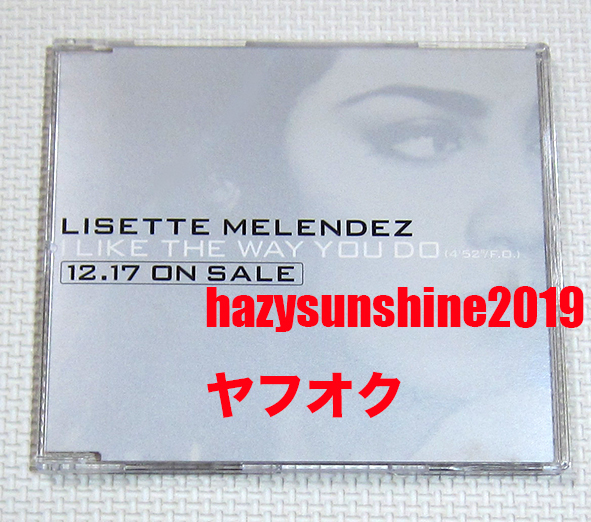 LISETTE MELENDEZ
I LIKE THE WAY YOU DO (4'52"/F.O.)
12.17 ON SALE
hazysunshine2019
ヤフオク